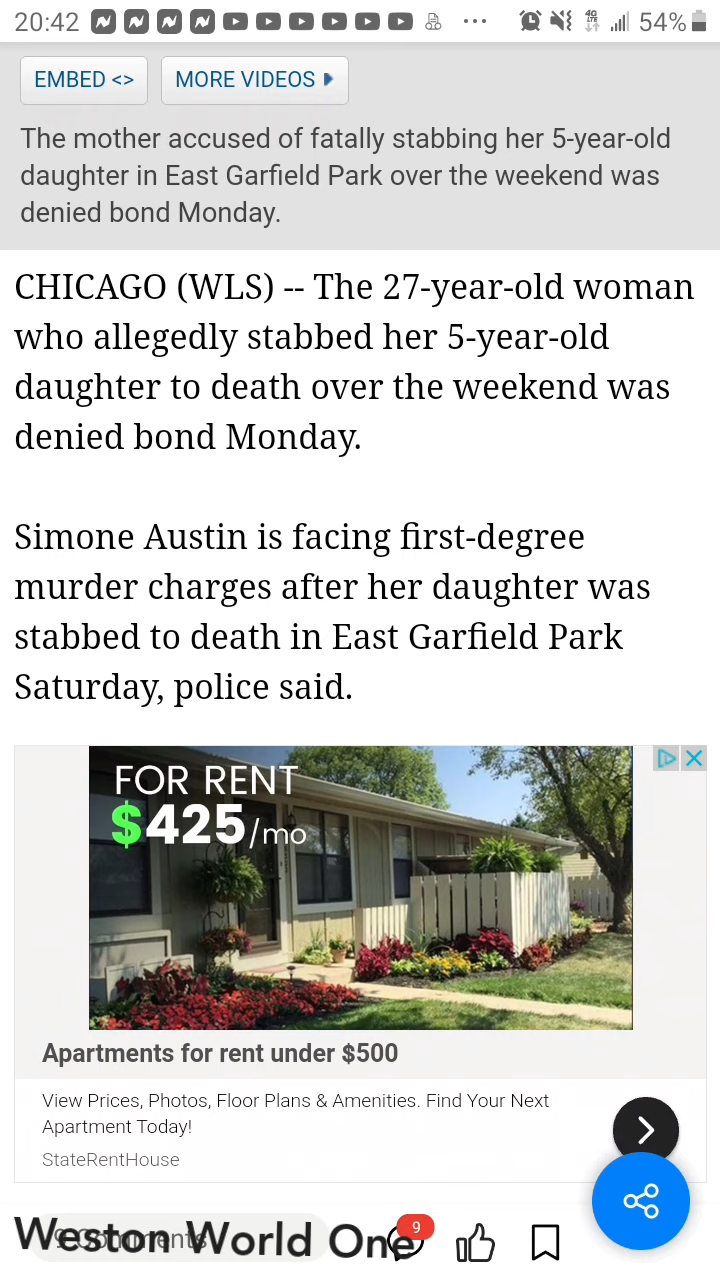 20:42 ... 4G LTE 54%
EMBED <> MORE VIDEOS
The mother accused of fatally stabbing her 5-year-old
daughter in East Garfield Park over the weekend was
denied bond Monday.
CHICAGO (WLS) -- The 27-year-old woman
who allegedly stabbed her 5-year-old
daughter to death over the weekend was
denied bond Monday.
Simone Austin is facing first-degree
murder charges after her daughter was
stabbed to death in East Garfield Park
Saturday, police said.
FOR RENT
$425/mo
Apartments for rent under $500
View Prices, Photos, Floor Plans & Amenities. Find Your Next
Apartment Today!
StateRentHouse
9 Comments
Weston World One
9